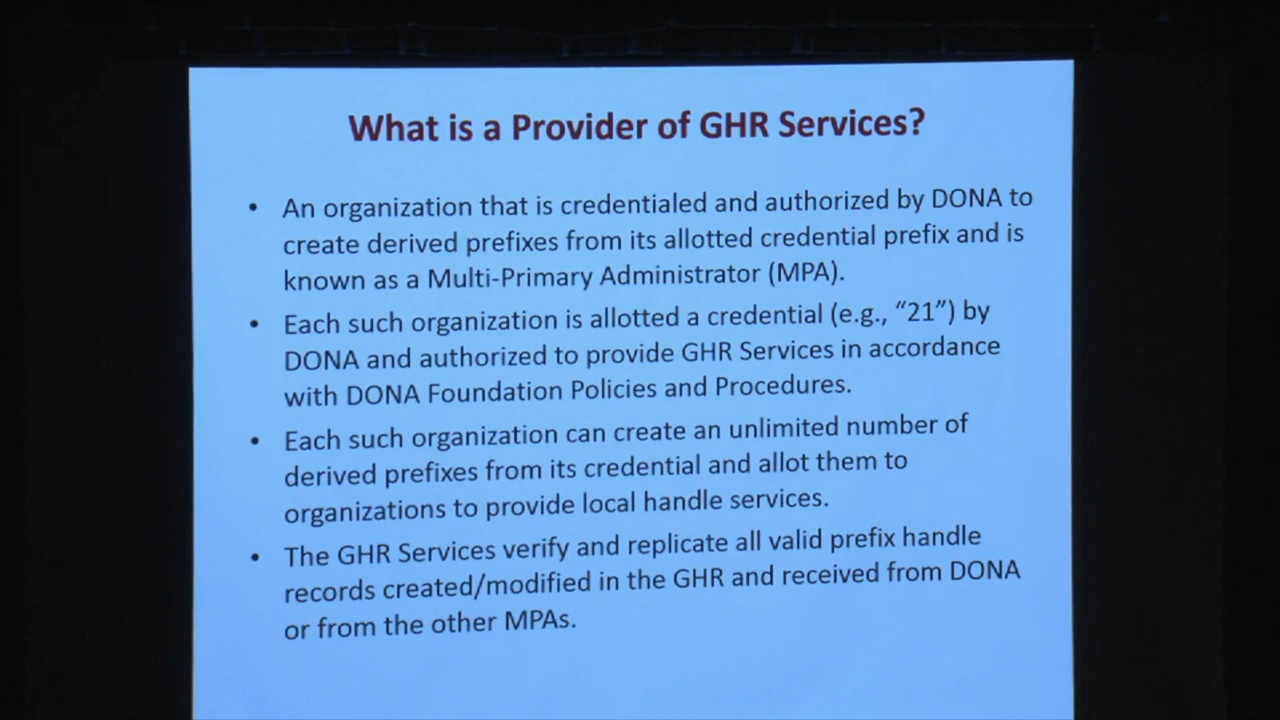 What is a Provider of GHR Services?
• An organization that is credentialed and authorized by DONA to
create derived prefixes from its allotted credential prefix and is
known as a Multi-Primary Administrator (MPA).
• Each such organization is allotted a credential (e.g., “21”) by
DONA and authorized to provide GHR Services in accordance
with DONA Foundation Policies and Procedures.
• Each such organization can create an unlimited number of
derived prefixes from its credential and allot them to
organizations to provide local handle services.
• The GHR Services verify and replicate all valid prefix handle
records created/modified in the GHR and received from DONA
or from the other MPAs.